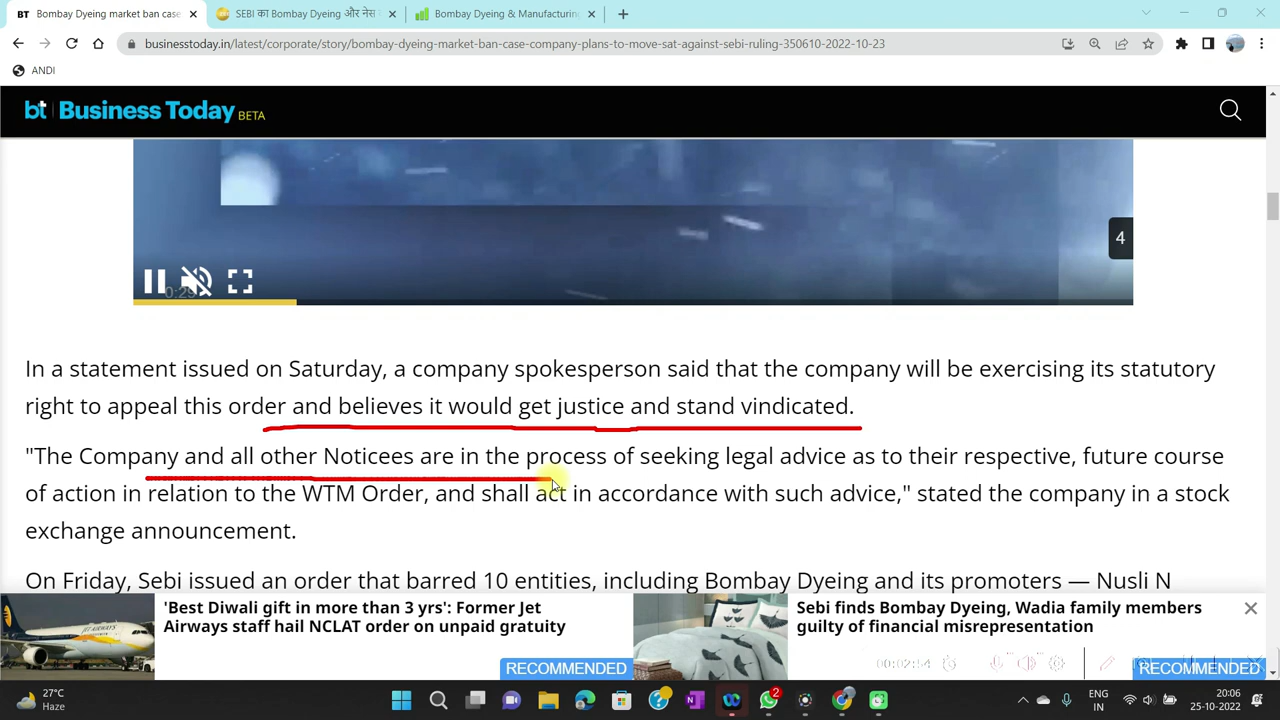 BT Bombay Dyeing market ban case
SEBI का Bombay Dyeing और नेस
Bombay Dyeing & Manufacturing
businesstoday.in/latest/corporate/story/bombay-dyeing-market-ban-case-company-plans-to-move-sat-against-sebi-ruling-350610-2022-10-23
ANDI
bt Business Today BETA
4
0:29
In a statement issued on Saturday, a company spokesperson said that the company will be exercising its statutory
right to appeal this order and believes it would get justice and stand vindicated.
"The Company and all other Noticees are in the process of seeking legal advice as to their respective, future course
of action in relation to the WTM Order, and shall act in accordance with such advice," stated the company in a stock
exchange announcement.
On Friday, Sebi issued an order that barred 10 entities, including Bombay Dyeing and its promoters — Nusli N
'Best Diwali gift in more than 3 yrs': Former Jet
Airways staff hail NCLAT order on unpaid gratuity
RECOMMENDED
Sebi finds Bombay Dyeing, Wadia family members
guilty of financial misrepresentation
RECOMMENDED
00:02:54
27°C
Haze
2
ENG
IN
20:06
25-10-2022